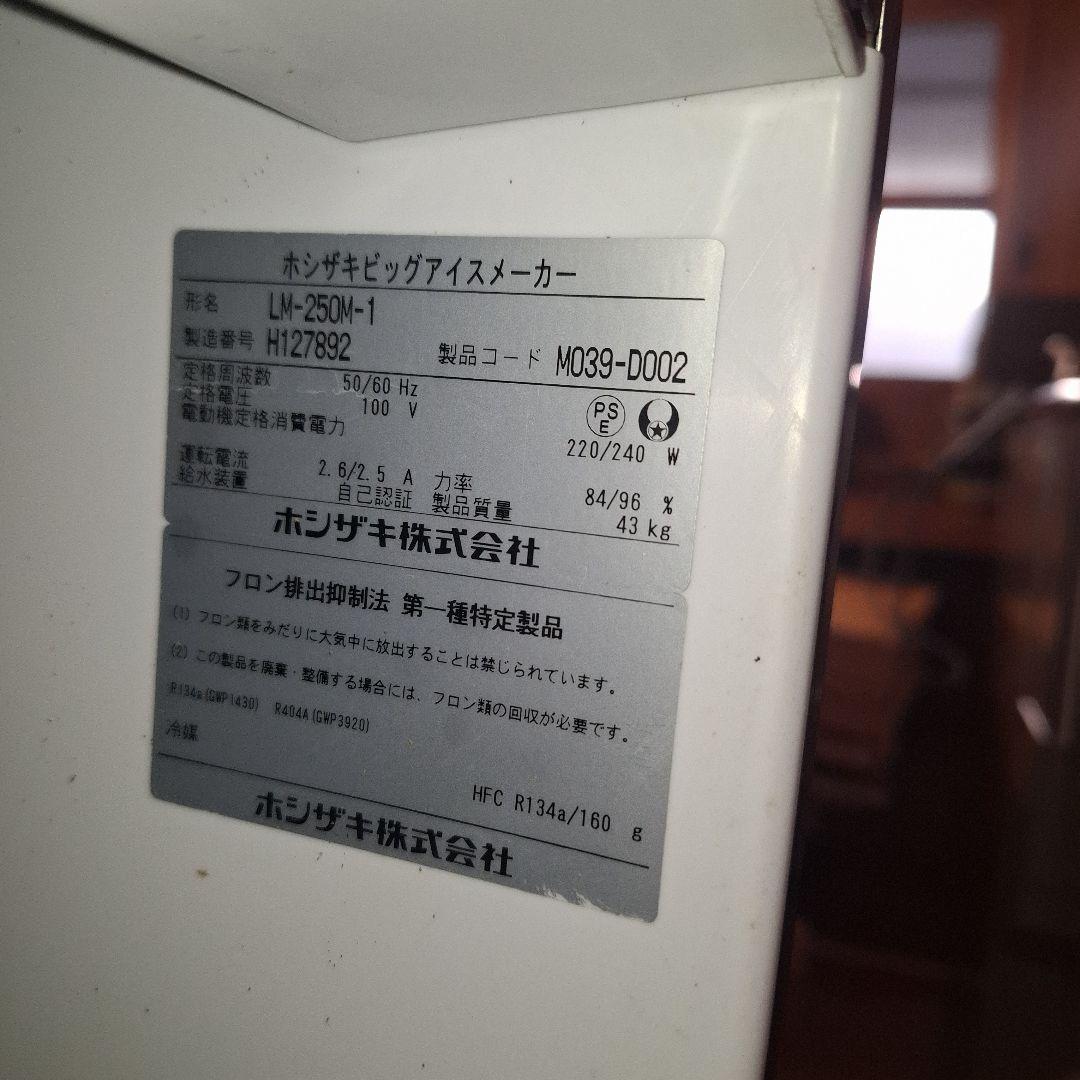 ホシザキビッグアイスメーカー
形名 LM-250M-1
製造番号 H127892 製品コード M039-D002
定格周波数 50/60 Hz
定格電圧 100 V
PS E
電動機定格消費電力 220/240 W
運転電流 2.6/2.5 A 力率 84/96 %
給水装置 自己認証 製品質量 43 kg
ホシザキ株式会社
フロン排出抑制法 第一種特定製品
(1) フロン類をみだりに大気中に放出することは禁じられています。
(2) この製品を廃棄・整備する場合には、フロン類の回収が必要です。
R134a(GWP1430) R404A(GWP3920)
冷媒 HFC R134a/160 g
ホシザキ株式会社